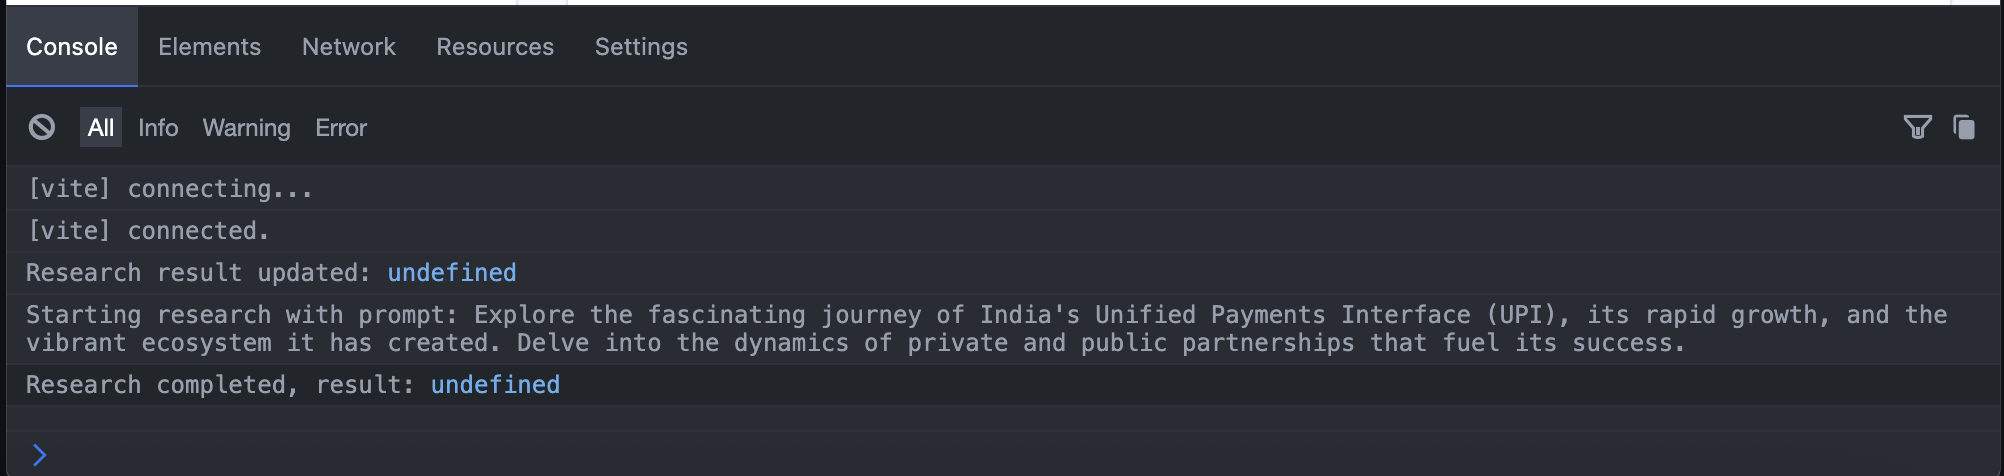 Console Elements Network Resources Settings
All Info Warning Error
[vite] connecting...
[vite] connected.
Research result updated: undefined
Starting research with prompt: Explore the fascinating journey of India's Unified Payments Interface (UPI), its rapid growth, and the
vibrant ecosystem it has created. Delve into the dynamics of private and public partnerships that fuel its success.
Research completed, result: undefined